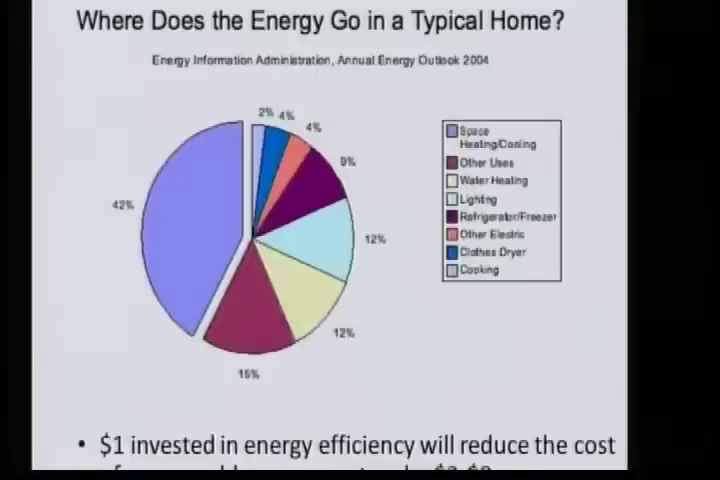 Where Does the Energy Go in a Typical Home?
Energy Information Administration, Annual Energy Outlook 2004
2% 4%
4%
9%
42%
12%
12%
15%
Space
Heating/Cooling
Other Uses
Water Heating
Lighting
Refrigerator/Freezer
Other Electric
Clothes Dryer
Cooking
• $1 invested in energy efficiency will reduce the cost